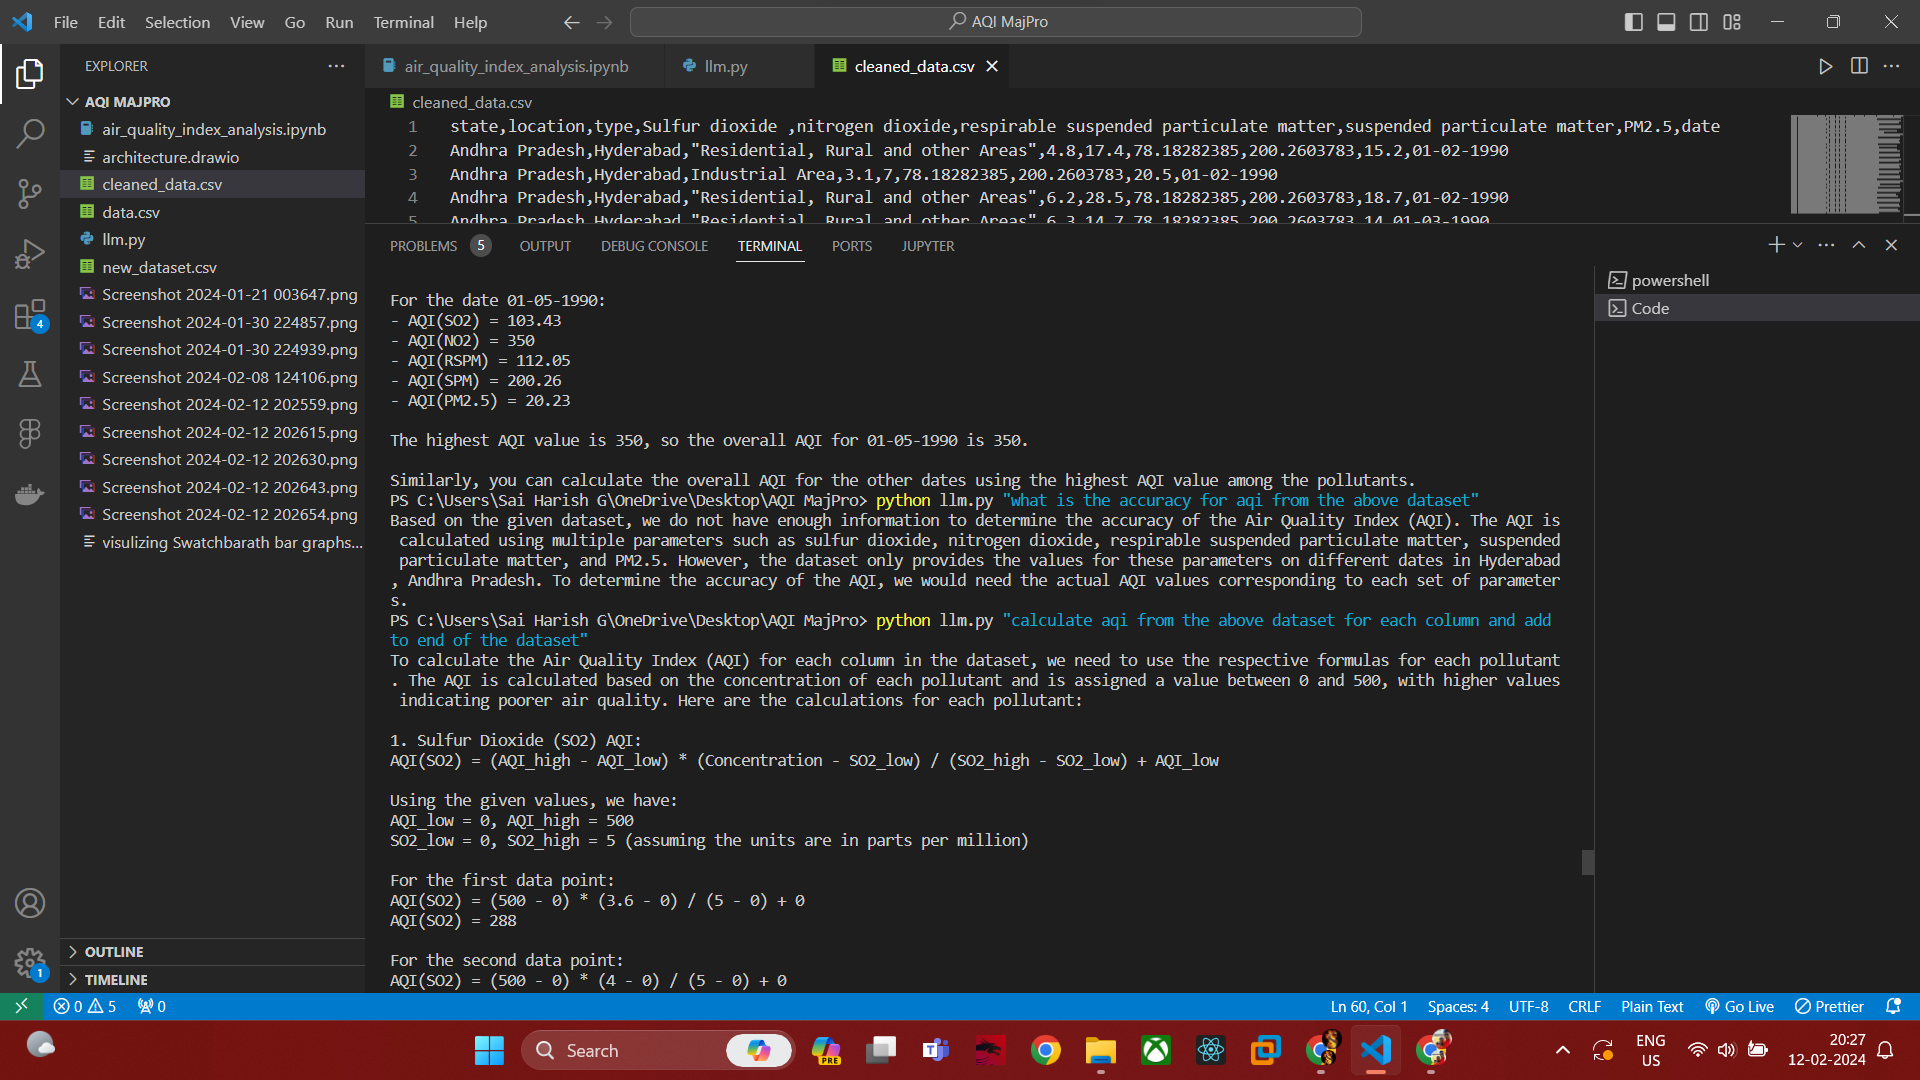 File Edit Selection View Go Run Terminal Help
AQI MajPro
EXPLORER
AQI MAJPRO
air_quality_index_analysis.ipynb
architecture.drawio
cleaned_data.csv
data.csv
llm.py
new_dataset.csv
Screenshot 2024-01-21 003647.png
Screenshot 2024-01-30 224857.png
Screenshot 2024-01-30 224939.png
Screenshot 2024-02-08 124106.png
Screenshot 2024-02-12 202559.png
Screenshot 2024-02-12 202615.png
Screenshot 2024-02-12 202630.png
Screenshot 2024-02-12 202643.png
Screenshot 2024-02-12 202654.png
visulizing Swatchbarath bar graphs...
4
1
OUTLINE
TIMELINE
air_quality_index_analysis.ipynb llm.py cleaned_data.csv
cleaned_data.csv
1 state,location,type,Sulfur dioxide ,nitrogen dioxide,respirable suspended particulate matter,suspended particulate matter,PM2.5,date
2 Andhra Pradesh,Hyderabad,"Residential, Rural and other Areas",4.8,17.4,78.18282385,200.2603783,15.2,01-02-1990
3 Andhra Pradesh,Hyderabad,Industrial Area,3.1,7,78.18282385,200.2603783,20.5,01-02-1990
4 Andhra Pradesh,Hyderabad,"Residential, Rural and other Areas",6.2,28.5,78.18282385,200.2603783,18.7,01-02-1990
5 Andhra Pradesh,Hyderabad,"Residential, Rural and other Areas",6.3,14.7,78.18282385,200.2603783,14,01-03-1990
PROBLEMS 5 OUTPUT DEBUG CONSOLE TERMINAL PORTS JUPYTER
powershell
Code
For the date 01-05-1990:
- AQI(SO2) = 103.43
- AQI(NO2) = 350
- AQI(RSPM) = 112.05
- AQI(SPM) = 200.26
- AQI(PM2.5) = 20.23
The highest AQI value is 350, so the overall AQI for 01-05-1990 is 350.
Similarly, you can calculate the overall AQI for the other dates using the highest AQI value among the pollutants.
PS C:\Users\Sai Harish G\OneDrive\Desktop\AQI MajPro> python llm.py "what is the accuracy for aqi from the above dataset"
Based on the given dataset, we do not have enough information to determine the accuracy of the Air Quality Index (AQI). The AQI is
calculated using multiple parameters such as sulfur dioxide, nitrogen dioxide, respirable suspended particulate matter, suspended
particulate matter, and PM2.5. However, the dataset only provides the values for these parameters on different dates in Hyderabad
, Andhra Pradesh. To determine the accuracy of the AQI, we would need the actual AQI values corresponding to each set of parameter
s.
PS C:\Users\Sai Harish G\OneDrive\Desktop\AQI MajPro> python llm.py "calculate aqi from the above dataset for each column and add
to end of the dataset"
To calculate the Air Quality Index (AQI) for each column in the dataset, we need to use the respective formulas for each pollutant
. The AQI is calculated based on the concentration of each pollutant and is assigned a value between 0 and 500, with higher values
indicating poorer air quality. Here are the calculations for each pollutant:
1. Sulfur Dioxide (SO2) AQI:
AQI(SO2) = (AQI_high - AQI_low) * (Concentration - SO2_low) / (SO2_high - SO2_low) + AQI_low
Using the given values, we have:
AQI_low = 0, AQI_high = 500
SO2_low = 0, SO2_high = 5 (assuming the units are in parts per million)
For the first data point:
AQI(SO2) = (500 - 0) * (3.6 - 0) / (5 - 0) + 0
AQI(SO2) = 288
For the second data point:
AQI(SO2) = (500 - 0) * (4 - 0) / (5 - 0) + 0
0 5 0 Ln 60, Col 1 Spaces: 4 UTF-8 CRLF Plain Text Go Live Prettier
Search PRE ENG 20:27
US 12-02-2024